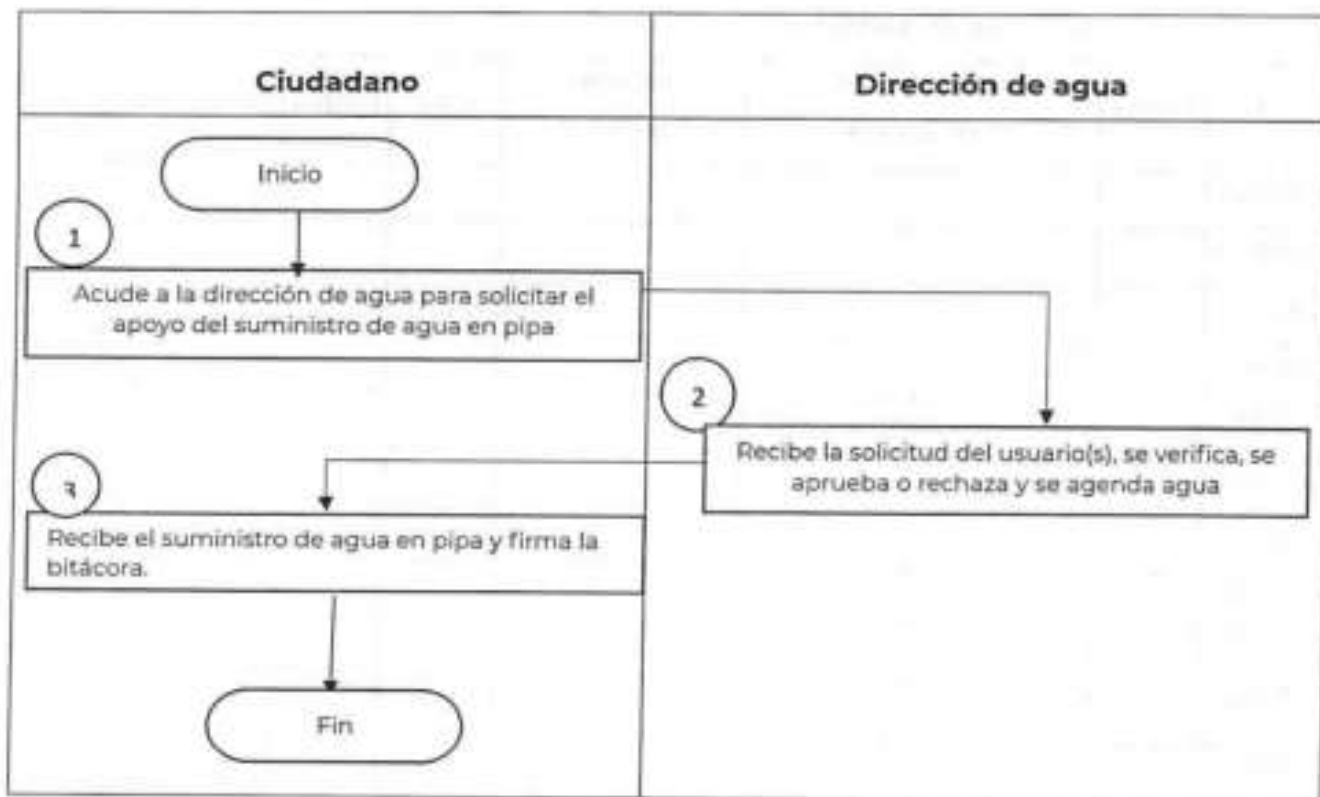 Ciudadano
Dirección de agua
Inicio
1
Acude a la dirección de agua para solicitar el
apoyo del suministro de agua en pipa
2
Recibe la solicitud del usuario(s), se verifica, se
aprueba o rechaza y se agenda agua
3
Recibe el suministro de agua en pipa y firma la
bitácora.
Fin